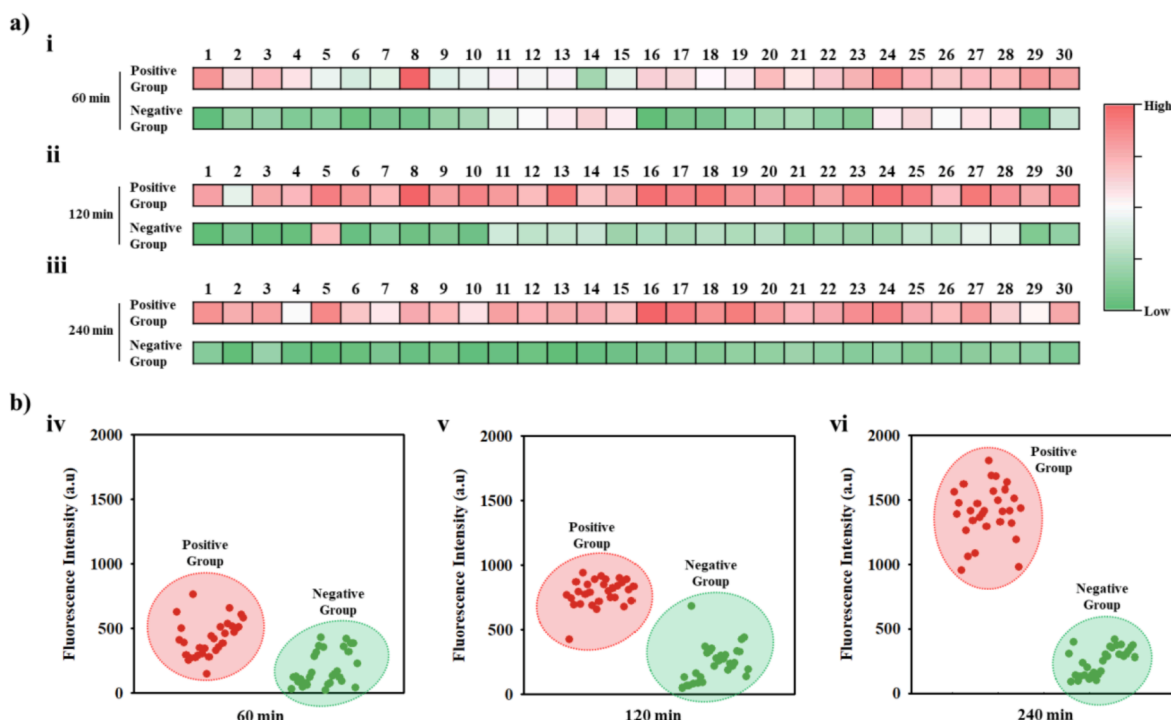 a)
i
1 2 3 4 5 6 7 8 9 10 11 12 13 14 15 16 17 18 19 20 21 22 23 24 25 26 27 28 29 30
Positive
Group
60 min
Negative
Group
High
ii
1 2 3 4 5 6 7 8 9 10 11 12 13 14 15 16 17 18 19 20 21 22 23 24 25 26 27 28 29 30
Positive
Group
120 min
Negative
Group
iii
1 2 3 4 5 6 7 8 9 10 11 12 13 14 15 16 17 18 19 20 21 22 23 24 25 26 27 28 29 30
Positive
Group
Low
240 min
Negative
Group
b)
iv
Fluorescence Intensity (a.u)
2000
1500
1000
500
0
Positive
Group
Negative
Group
60 min
v
Fluorescence Intensity (a.u)
2000
1500
1000
500
0
Positive
Group
Negative
Group
120 min
vi
Fluorescence Intensity (a.u)
2000
1500
1000
500
0
Positive
Group
Negative
Group
240 min